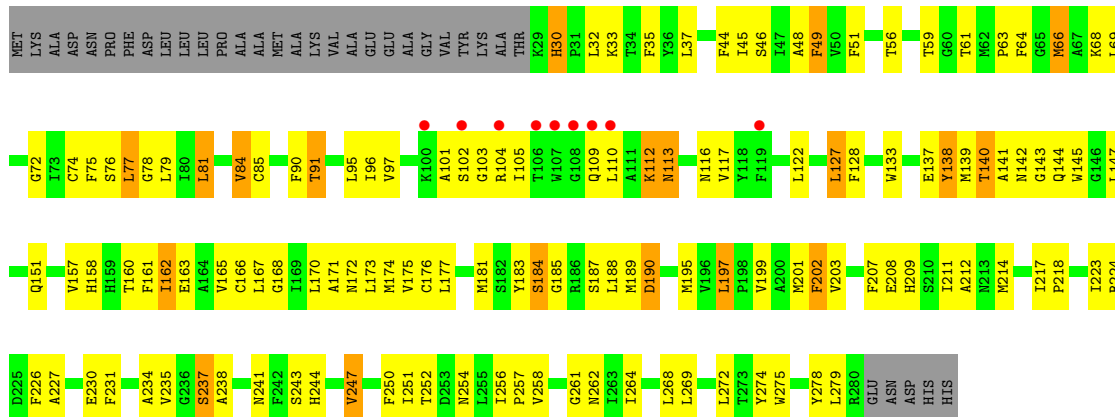 MET LYS ALA ASP ASN PRO PHE ASP LEU LEU LEU PRO ALA ALA MET ALA LYS VAL ALA GLU GLU ALA GLY VAL TYR LYS ALA THR K29 H30 P31 L32 K33 T34 F35 Y36 L37 F44 I45 S46 I47 A48 F49 V50 F51 T56 T59 G60 T61 M62 P63 F64 G65 M66 A67 K68 L69
G72 I73 C74 F75 S76 L77 G78 L79 I80 L81 V84 C85 F90 T91 L95 I96 V97 K100 A101 S102 G103 R104 I105 T106 W107 G108 Q109 L110 A111 K112 N113 N116 V117 Y118 F119 L122 L127 F128 W133 E137 Y138 M139 T140 A141 N142 G143 Q144 W145 G146 L147
Q151 V157 H158 H159 T160 F161 I162 E163 A164 V165 C166 L167 G168 I169 L170 A171 N172 L173 M174 V175 C176 L177 M181 S182 Y183 S184 G185 R186 S187 L188 M189 D190 M195 V196 L197 P198 V199 A200 M201 F202 V203 F207 E208 H209 S210 I211 A212 N213 M214 I217 P218 I223 R224
D225 F226 A227 E230 F231 A234 V235 G236 S237 A238 N241 F242 S243 H244 V247 F250 I251 T252 D253 N254 L255 I256 P257 V258 G261 N262 I263 I264 L268 L269 L272 T273 Y274 W275 Y278 L279 R280 GLU ASN ASP HIS HIS